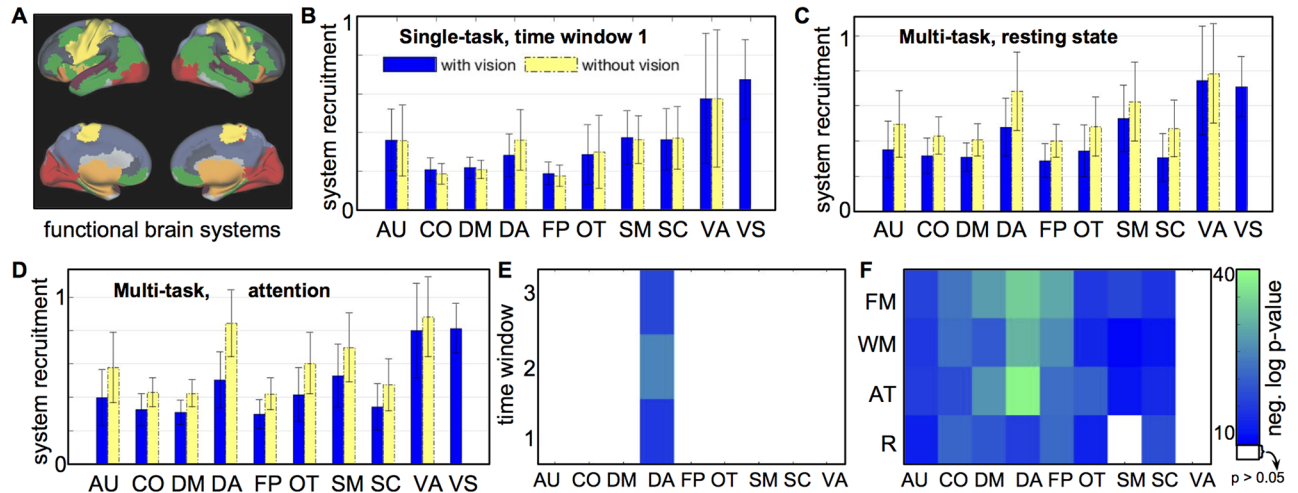 A
functional brain systems
B
system recruitment
1
0
Single-task, time window 1
with vision
without vision
AU CO DM DA FP OT SM SC VA VS
C
system recruitment
1
0
Multi-task, resting state
AU CO DM DA FP OT SM SC VA VS
D
system recruitment
1
0
Multi-task, attention
AU CO DM DA FP OT SM SC VA VS
E
time window
3
2
1
AU CO DM DA FP OT SM SC VA
F
FM
WM
AT
R
AU CO DM DA FP OT SM SC VA
40
10
neg. log p-value
p > 0.05